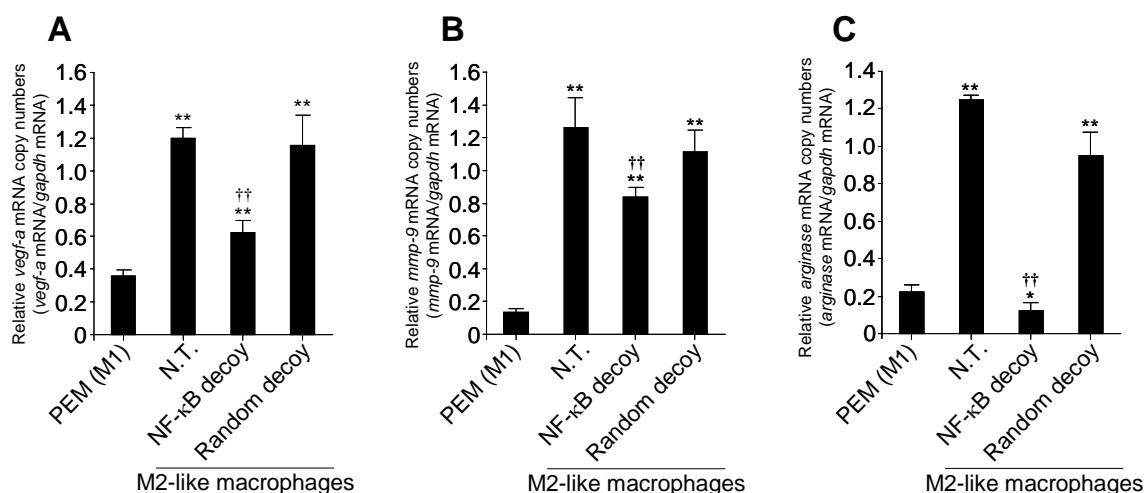 A
Relative vegf-a mRNA copy numbers
(vegf-a mRNA/gapdh mRNA)
1.6
1.4
1.2
1.0
0.8
0.6
0.4
0.2
0
**
††
**
**
PEM (M1)
N.T.
NF-κB decoy
Random decoy
M2-like macrophages
B
Relative mmp-9 mRNA copy numbers
(mmp-9 mRNA/gapdh mRNA)
1.6
1.4
1.2
1.0
0.8
0.6
0.4
0.2
0
**
††
**
**
PEM (M1)
N.T.
NF-κB decoy
Random decoy
M2-like macrophages
C
Relative arginase mRNA copy numbers
(arginase mRNA/gapdh mRNA)
1.4
1.2
1.0
0.8
0.6
0.4
0.2
0
**
††
*
**
PEM (M1)
N.T.
NF-κB decoy
Random decoy
M2-like macrophages